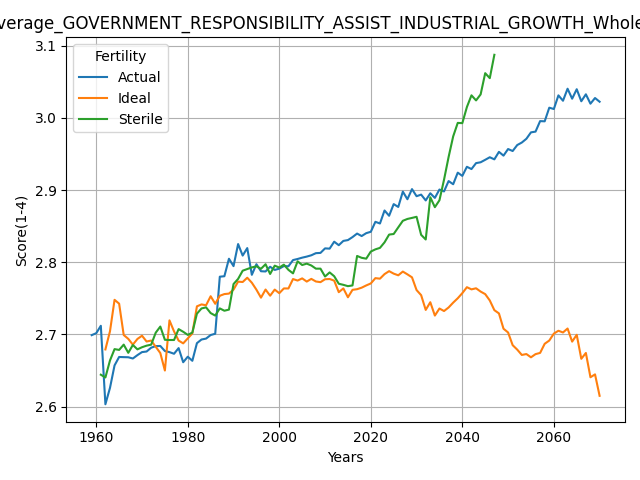 verage_GOVERNMENT_RESPONSIBILITY_ASSIST_INDUSTRIAL_GROWTH_Whole
Fertility
Actual
Ideal
Sterile
Score(1-4)
3.1
3.0
2.9
2.8
2.7
2.6
1960 1980 2000 2020 2040 2060
Years